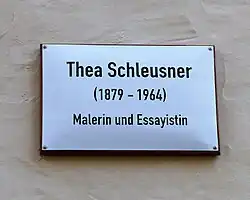 Thea Schleusner
(1879 – 1964)
Malerin und Essayistin